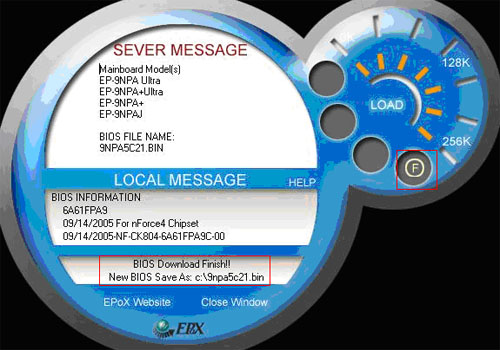 SEVER MESSAGE
Mainboard Model(s)
EP-9NPA Ultra
EP-9NPA+Ultra
EP-9NPA+
EP-9NPAJ
BIOS FILE NAME:
9NPA5C21.BIN
LOCAL MESSAGE
HELP
BIOS INFORMATION
6A61FPA9
09/14/2005 For nForce4 Chipset
09/14/2005-NF-CK804-6A61FPA9C-00
BIOS Download Finish!!
New BIOS Save As: c:\9npa5c21.bin
EPoX Website
Close Window
EPoX
128K
LOAD
256K
F